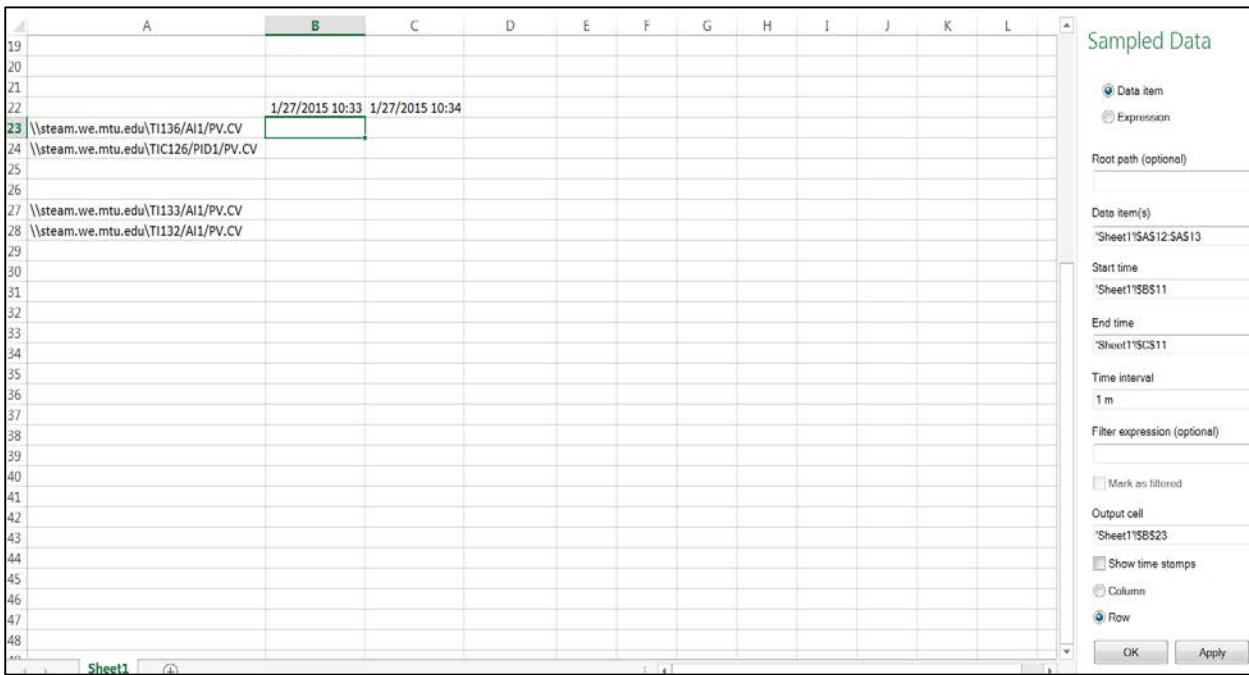 A B C D E F G H I J K L
19
20
21
22 1/27/2015 10:33 1/27/2015 10:34
23 \\steam.we.mtu.edu\TI136/AI1/PV.CV
24 \\steam.we.mtu.edu\TIC126/PID1/PV.CV
25
26
27 \\steam.we.mtu.edu\TI133/AI1/PV.CV
28 \\steam.we.mtu.edu\TI132/AI1/PV.CV
29
30
31
32
33
34
35
36
37
38
39
40
41
42
43
44
45
46
47
48
Sheet1
Sampled Data
Data item
Expression
Root path (optional)
Data item(s)
'Sheet1'!$A$12:$A$13
Start time
'Sheet1'!$B$11
End time
'Sheet1'!$C$11
Time interval
1 m
Filter expression (optional)
Mark as filtered
Output cell
'Sheet1'!$B$23
Show time stamps
Column
Row
OK Apply